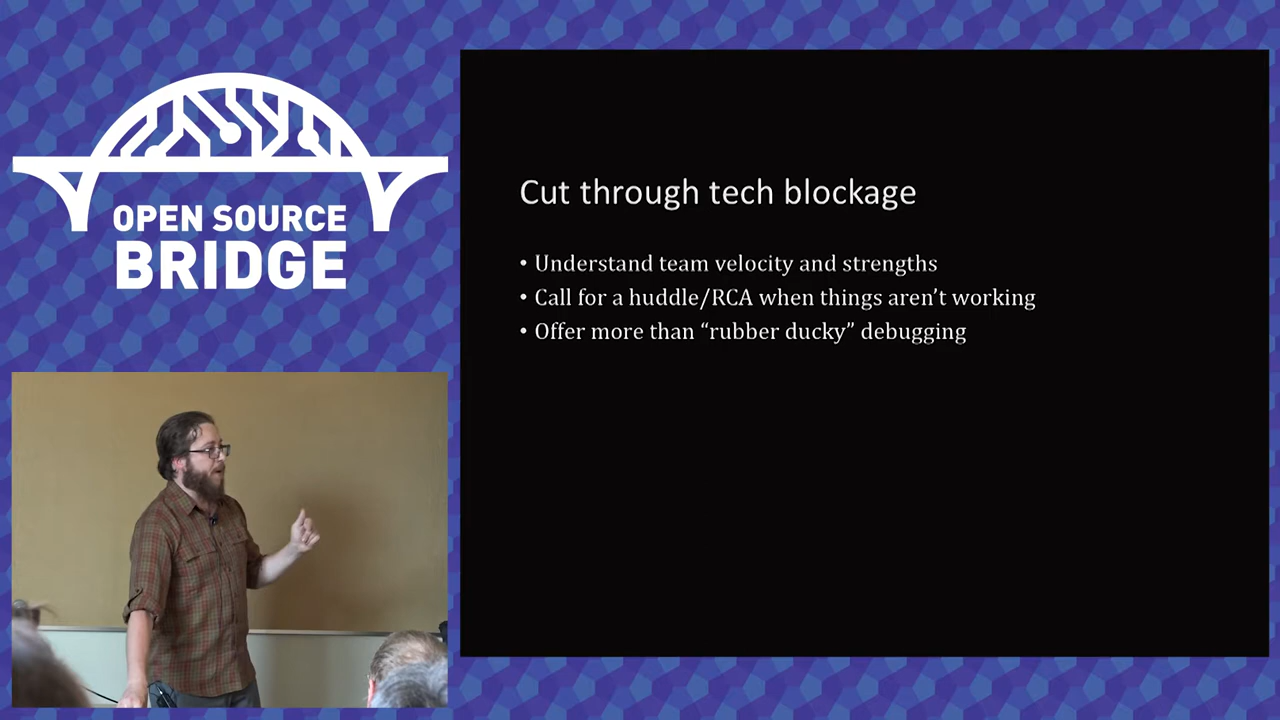 OPEN SOURCE
BRIDGE
Cut through tech blockage
• Understand team velocity and strengths
• Call for a huddle/RCA when things aren’t working
• Offer more than “rubber ducky” debugging